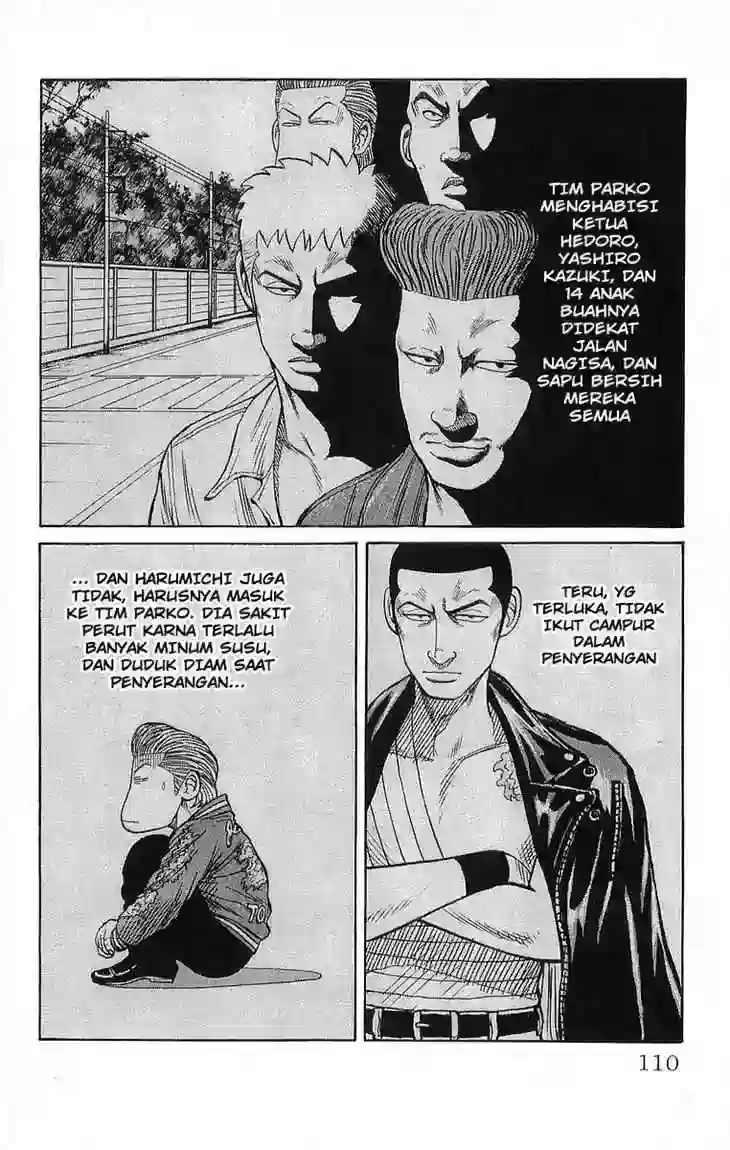 TIM PARKO
MENGHABISI
KETUA
HEDORO,
YASHIRO
KAZUKI, DAN
14 ANAK
BUAHNYA
DIDEKAT
JALAN
NAGISA, DAN
SAPU BERSIH
MEREKA
SEMUA
TERU, YG
TERLUKA, TIDAK
IKUT CAMPUR
DALAM
PENYERANGAN
... DAN HARUMICHI JUGA
TIDAK, HARUSNYA MASUK
KE TIM PARKO. DIA SAKIT
PERUT KARNA TERLALU
BANYAK MINUM SUSU,
DAN DUDUK DIAM SAAT
PENYERANGAN...
70
110